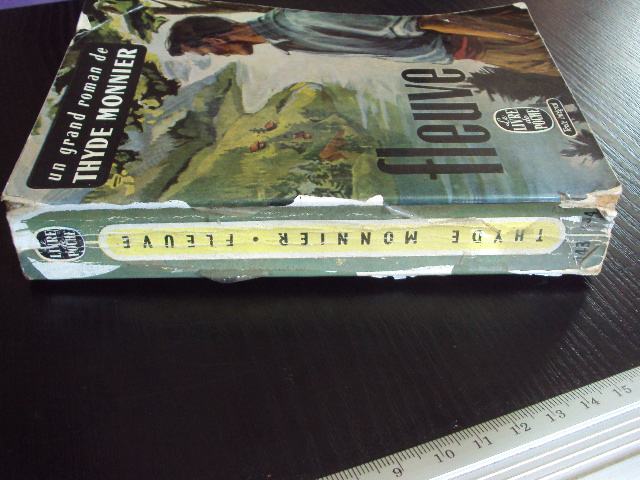 un grand roman de
THYDE MONNIER
fleuve
Le
LIVRE
de
POCHE
LE
LIVRE
DE
POCHE
THYDE MONNIER • FLEUVE
9 10 11 12 13 14 15